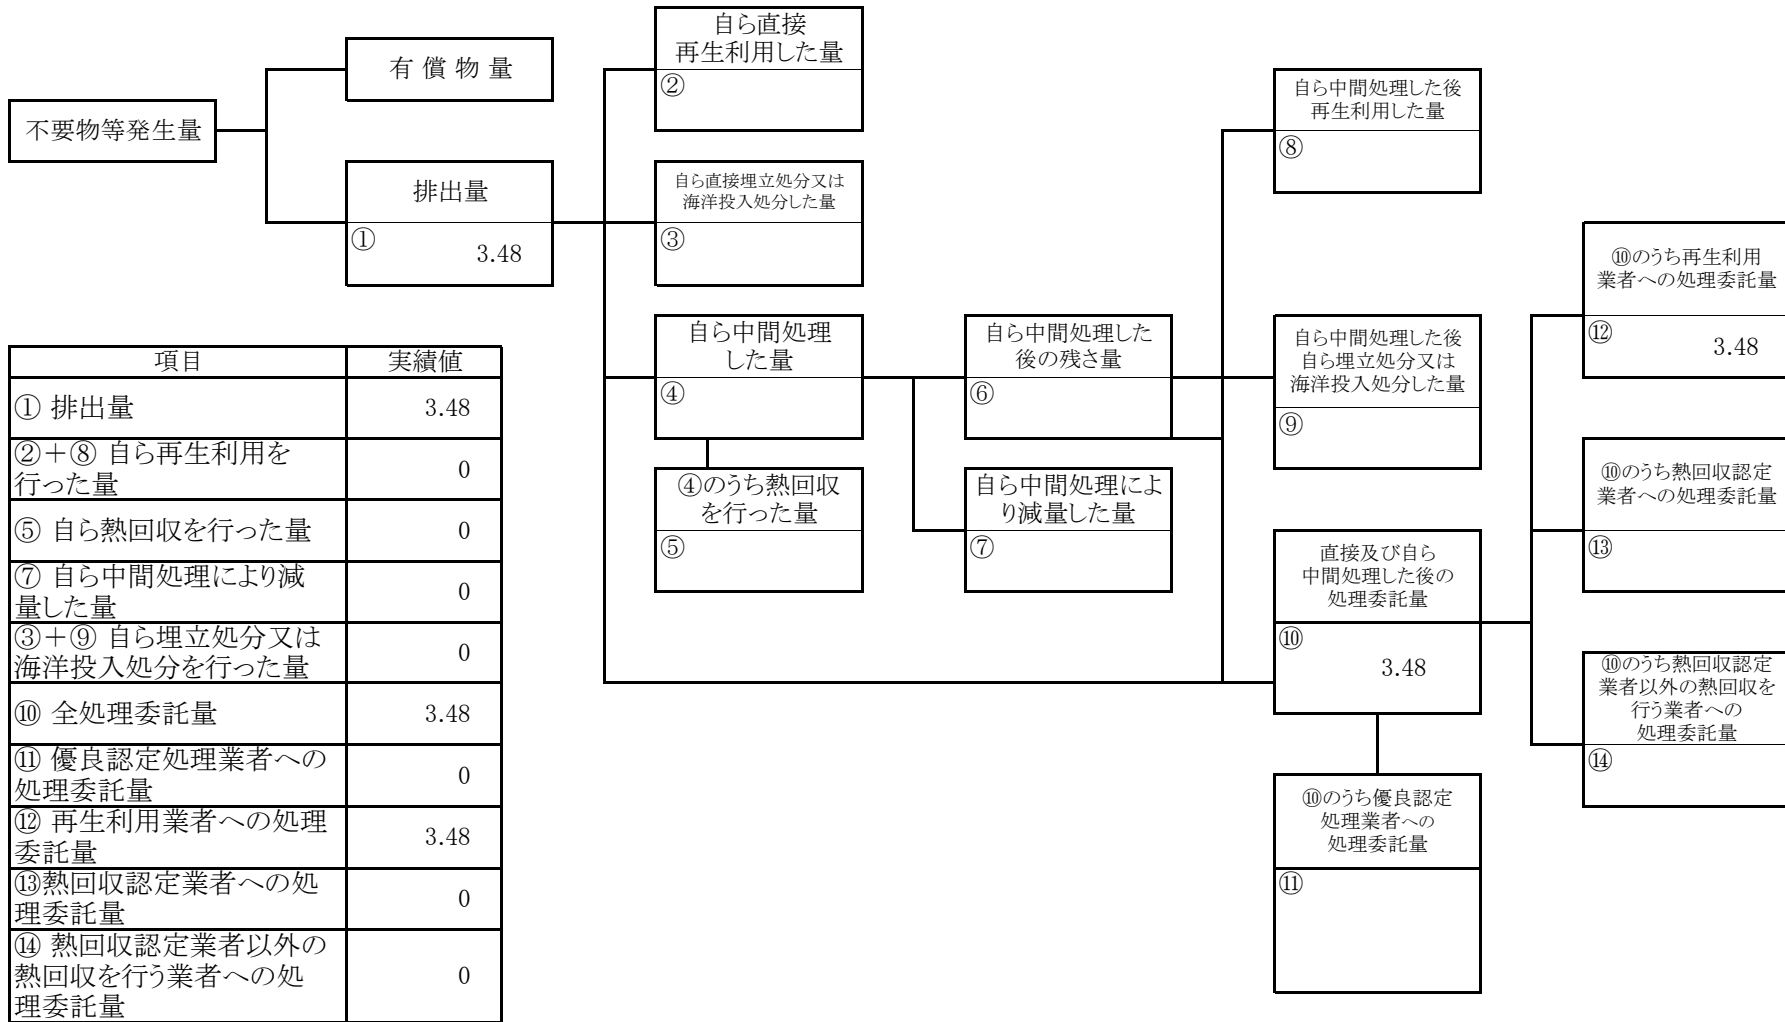 不要物等発生量
有 償 物 量
排出量
①
3.48
自ら直接
再生利用した量
②
自ら直接埋立処分又は
海洋投入処分した量
③
自ら中間処理
した量
④
④のうち熱回収
を行った量
⑤
自ら中間処理した
後の残さ量
⑥
自ら中間処理によ
り減量した量
⑦
自ら中間処理した後
再生利用した量
⑧
自ら中間処理した後
自ら埋立処分又は
海洋投入処分した量
⑨
直接及び自ら
中間処理した後の
処理委託量
⑩
3.48
⑩のうち優良認定
処理業者への
処理委託量
⑪
⑩のうち再生利用
業者への処理委託量
⑫
3.48
⑩のうち熱回収認定
業者への処理委託量
⑬
⑩のうち熱回収認定
業者以外の熱回収を
行う業者への
処理委託量
⑭
項目 実績値
① 排出量 3.48
②＋⑧ 自ら再生利用を
行った量 0
⑤ 自ら熱回収を行った量 0
⑦ 自ら中間処理により減
量した量 0
③＋⑨ 自ら埋立処分又は
海洋投入処分を行った量 0
⑩ 全処理委託量 3.48
⑪ 優良認定処理業者への
処理委託量 0
⑫ 再生利用業者への処理
委託量 3.48
⑬熱回収認定業者への処
理委託量 0
⑭ 熱回収認定業者以外の
熱回収を行う業者への処
理委託量 0